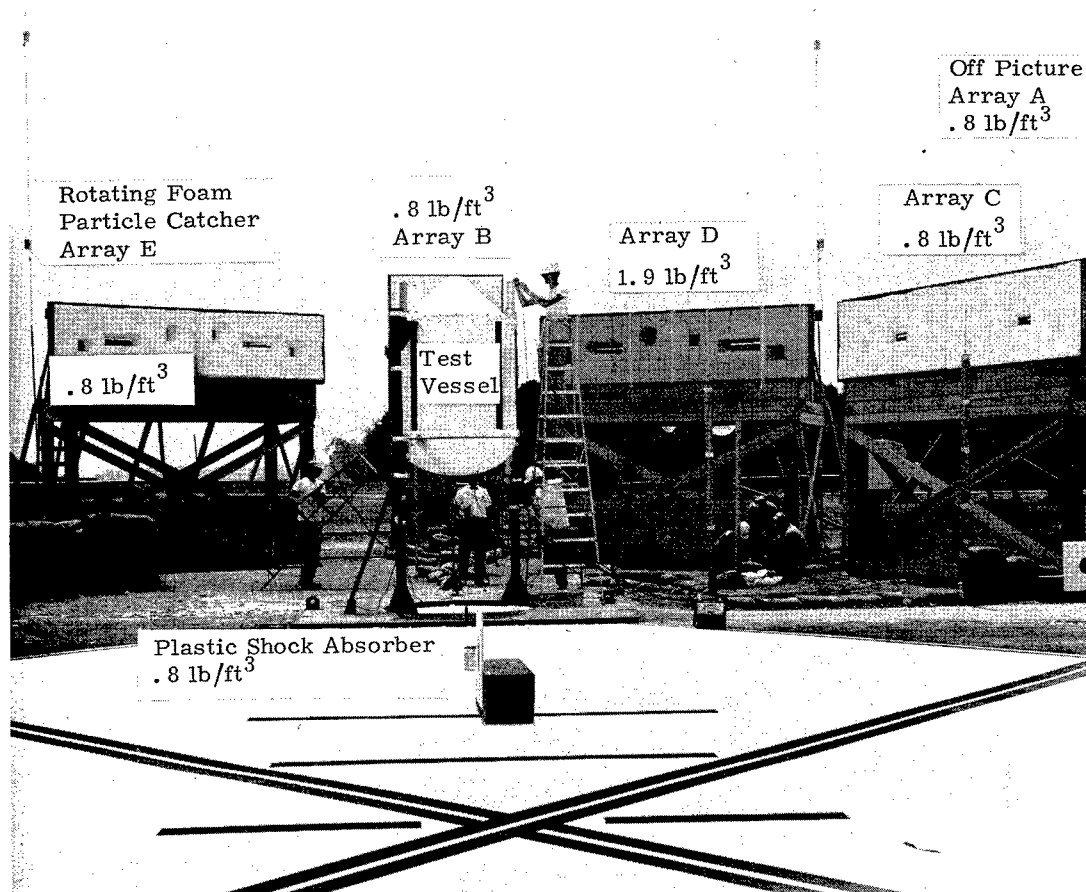 Off Picture
Array A
.8 lb/ft³
Rotating Foam
Particle Catcher
Array E
.8 lb/ft³
Array B
Array D
1.9 lb/ft³
Array C
.8 lb/ft³
.8 lb/ft³
Test
Vessel
Plastic Shock Absorber
.8 lb/ft³